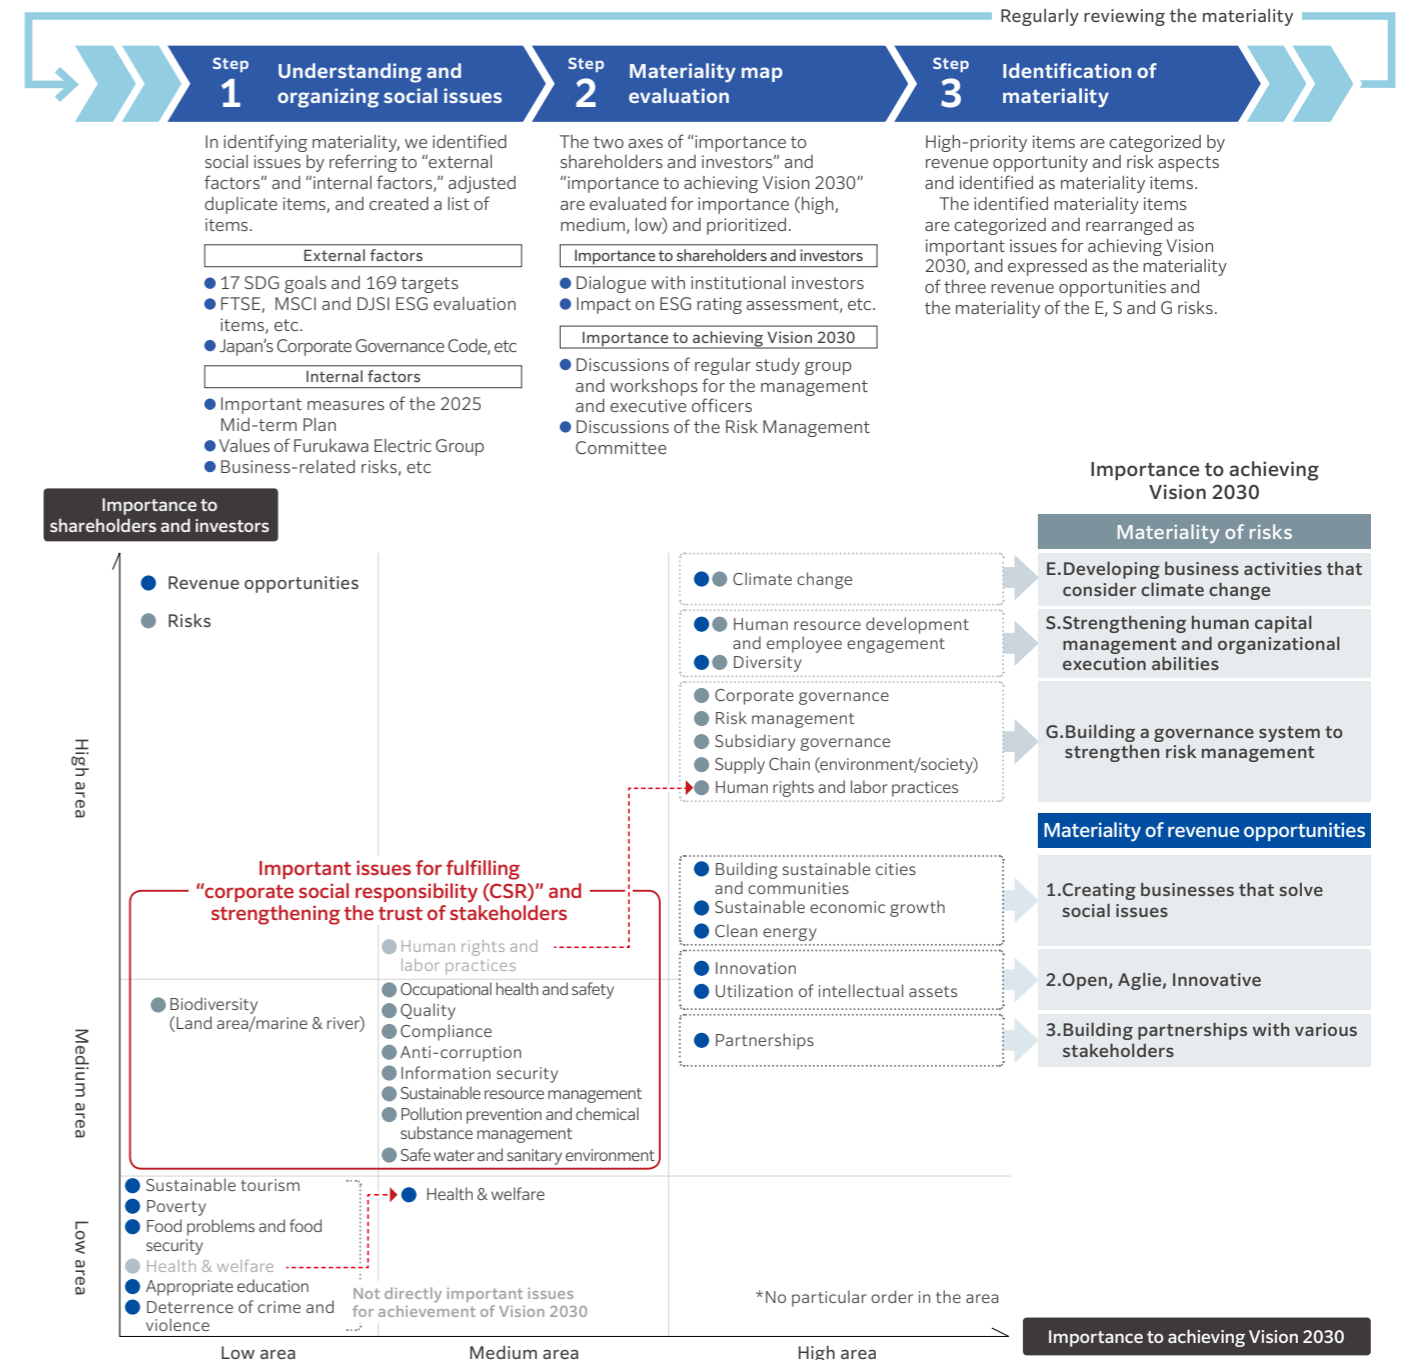 Regularly reviewing the materiality
Step
1
Understanding and
organizing social issues
Step
2
Materiality map
evaluation
Step
3
Identification of
materiality
In identifying materiality, we identified
social issues by referring to “external
factors” and “internal factors,” adjusted
duplicate items, and created a list of
items.
External factors
● 17 SDG goals and 169 targets
● FTSE, MSCI and DJSI ESG evaluation
items, etc.
● Japan’s Corporate Governance Code, etc
Internal factors
● Important measures of the 2025
Mid-term Plan
● Values of Furukawa Electric Group
● Business-related risks, etc
The two axes of “importance to
shareholders and investors” and
“importance to achieving Vision 2030”
are evaluated for importance (high,
medium, low) and prioritized.
Importance to shareholders and investors
● Dialogue with institutional investors
● Impact on ESG rating assessment, etc.
Importance to achieving Vision 2030
● Discussions of regular study group
and workshops for the management
and executive officers
● Discussions of the Risk Management
Committee
High-priority items are categorized by
revenue opportunity and risk aspects
and identified as materiality items.
The identified materiality items
are categorized and rearranged as
important issues for achieving Vision
2030, and expressed as the materiality
of three revenue opportunities and
the materiality of the E, S and G risks.
Importance to
shareholders and investors
Importance to achieving
Vision 2030
Materiality of risks
● Revenue opportunities
● Risks
●● Climate change
E.Developing business activities that
consider climate change
●● Human resource development
and employee engagement
●● Diversity
S.Strengthening human capital
management and organizational
execution abilities
● Corporate governance
● Risk management
● Subsidiary governance
● Supply Chain (environment/society)
● Human rights and labor practices
G.Building a governance system to
strengthen risk management
High area
Materiality of revenue opportunities
Important issues for fulfilling
“corporate social responsibility (CSR)” and
strengthening the trust of stakeholders
● Human rights and
labor practices
● Building sustainable cities
and communities
● Sustainable economic growth
● Clean energy
1.Creating businesses that solve
social issues
● Innovation
● Utilization of intellectual assets
2.Open, Aglie, Innovative
● Partnerships
3.Building partnerships with various
stakeholders
Medium area
● Biodiversity
(Land area/marine & river)
● Occupational health and safety
● Quality
● Compliance
● Anti-corruption
● Information security
● Sustainable resource management
● Pollution prevention and chemical
substance management
● Safe water and sanitary environment
Low area
● Sustainable tourism
● Poverty
● Food problems and food
security
● Health & welfare
● Appropriate education
● Deterrence of crime and
violence
● Health & welfare
Not directly important issues
for achievement of Vision 2030
*No particular order in the area
Importance to achieving Vision 2030
Low area
Medium area
High area